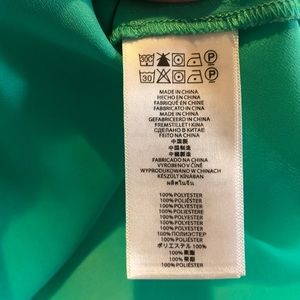 30
MADE IN CHINA
HECHO EN CHINA
FABRIQUÉ EN CHINE
FABBRICATO IN CINA
MADE IN CHINA
GEFABRICEERD IN CHINA
FREMSTILLET I KINA
СДЕЛАНО В КИТАЕ
FEITO NA CHINA
中国製
中国制造
中國製造
FABRICADO NA CHINA
VYROBENO V ČÍNĚ
WYPRODUKOWANO W CHINACH
KÉSZÜLT KÍNÁBAN
ผลิตในจีน
100% POLYESTER
100% POLIÉSTER
100% POLYESTER
100% POLIESTERE
100% POLYESTER
100% POLYESTER
100% POLYESTER
100% ПОЛИЭСТЕР
100% POLIÉSTER
ポリエステル 100%
100% 聚酯
100% 聚酯
100% POLIÉSTER